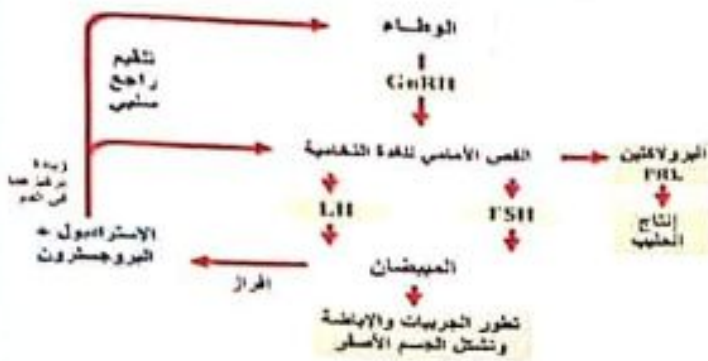 الوطاء
GnRH
تلقيم
راجع
سلبي
الفص الأمامي للغدة النخامية
البرولاكتين
PRL
زيادة
تركيزهما
في الدم
LH
FSH
إنتاج
الحليب
الاستراديول +
البروجسترون
افراز
المبيضان
تطور الجريبات والإباضة
وتشكل الجسم الأصفر